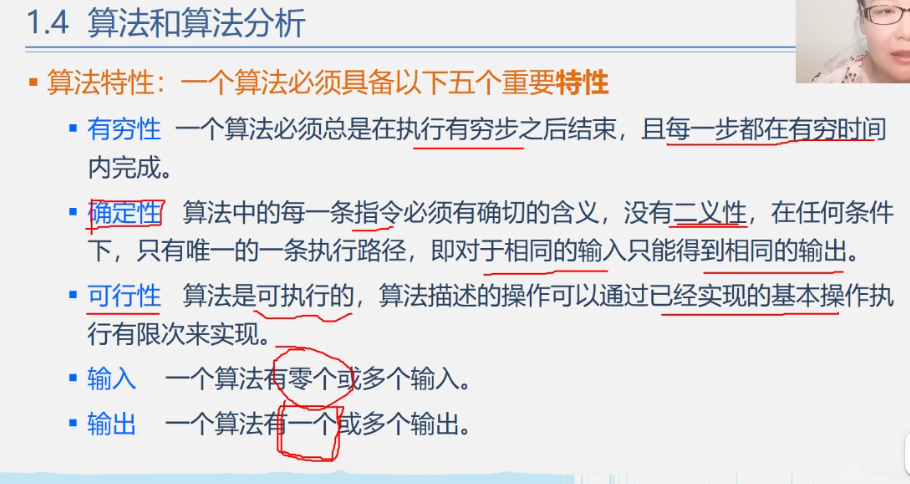 1.4 算法和算法分析
算法特性：一个算法必须具备以下五个重要特性
有穷性 一个算法必须总是在执行有穷步之后结束，且每一步都在有穷时间
内完成。
确定性 算法中的每一条指令必须有确切的含义，没有二义性，在任何条件
下，只有唯一的一条执行路径，即对于相同的输入只能得到相同的输出。
可行性 算法是可执行的，算法描述的操作可以通过已经实现的基本操作执
行有限次来实现。
输入 一个算法有零个或多个输入。
输出 一个算法有一个或多个输出。